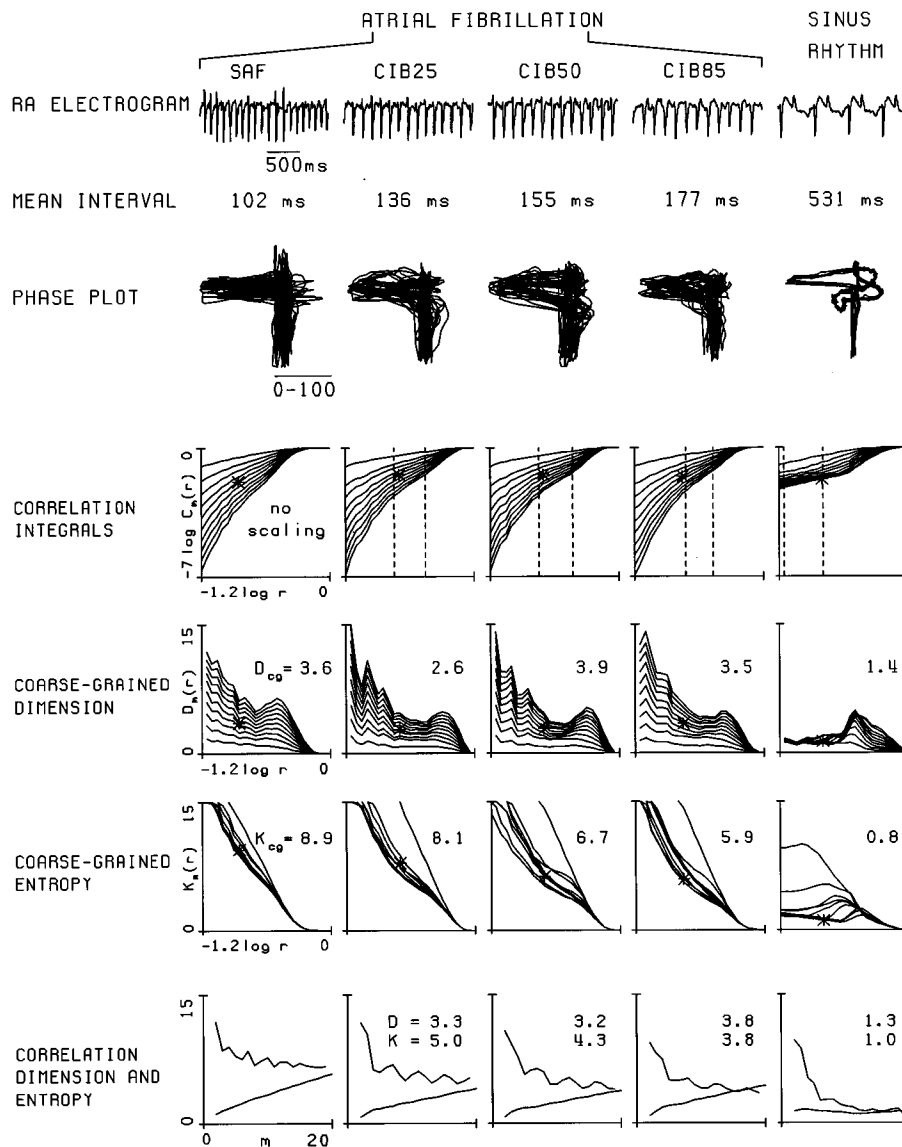 ATRIAL FIBRILLATION
SINUS RHYTHM
SAF CIB25 CIB50 CIB85
RA ELECTROGRAM
500ms
MEAN INTERVAL 102 ms 136 ms 155 ms 177 ms 531 ms
PHASE PLOT
0-100
CORRELATION INTEGRALS
0
-7 log Cm(r)
no scaling
-1.2 log r 0
COARSE-GRAINED DIMENSION
15
Dm(r)
0
Dcg = 3.6 2.6 3.9 3.5 1.4
-1.2 log r 0
COARSE-GRAINED ENTROPY
15
Km(r)
0
Kcg = 8.9 8.1 6.7 5.9 0.8
-1.2 log r 0
CORRELATION DIMENSION AND ENTROPY
15
0
D = 3.3 3.2 3.8 1.3
K = 5.0 4.3 3.8 1.0
0 m 20